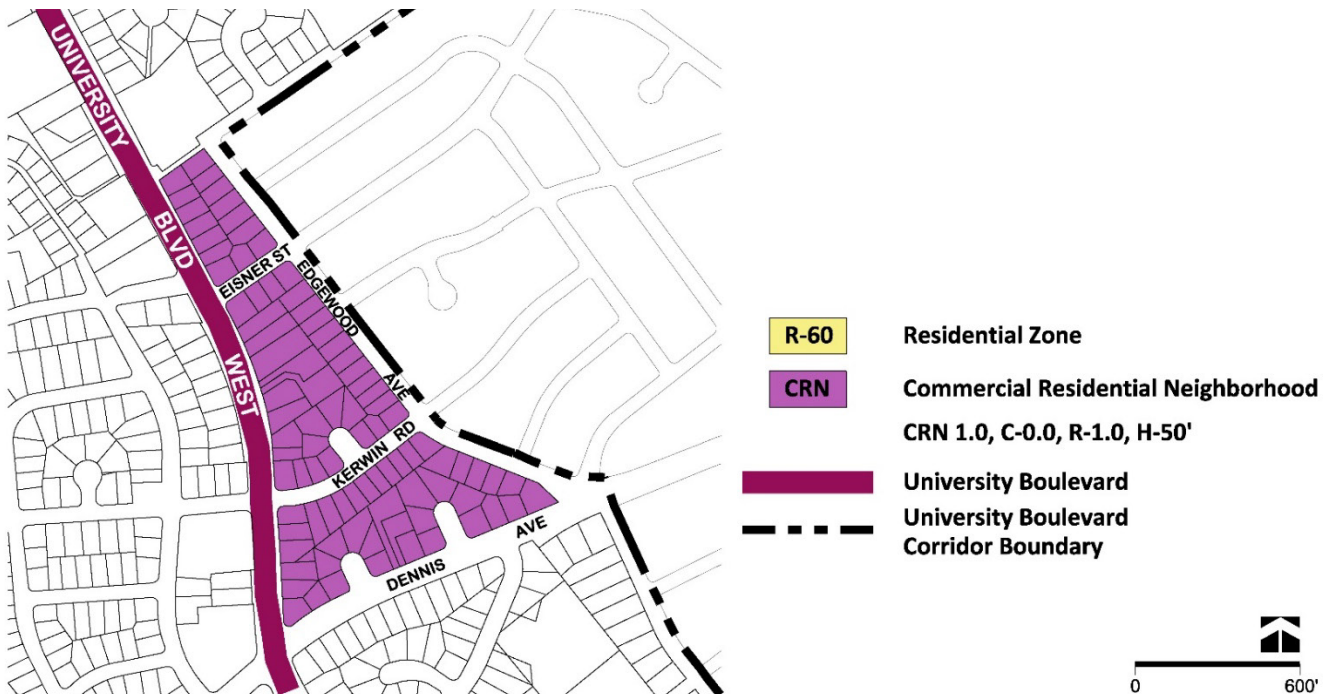 UNIVERSITY
BLVD
WEST
EISNER ST
EDGEWOOD
AVE
KERWIN RD
DENNIS
AVE
R-60 Residential Zone
CRN Commercial Residential Neighborhood
CRN 1.0, C-0.0, R-1.0, H-50'
University Boulevard
University Boulevard
Corridor Boundary
0 600'